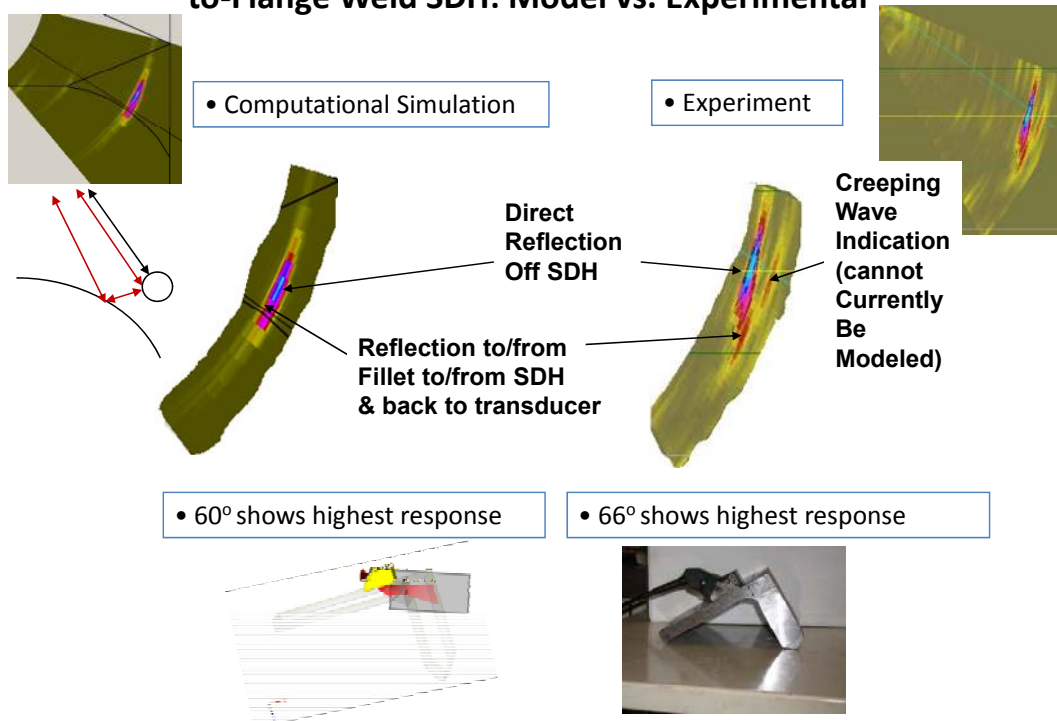 to-Flange Weld SDH: Model vs. Experimental
• Computational Simulation
• Experiment
Direct
Reflection
Off SDH
Creeping
Wave
Indication
(cannot
Currently
Be
Modeled)
Reflection to/from
Fillet to/from SDH
& back to transducer
• 60° shows highest response
• 66° shows highest response